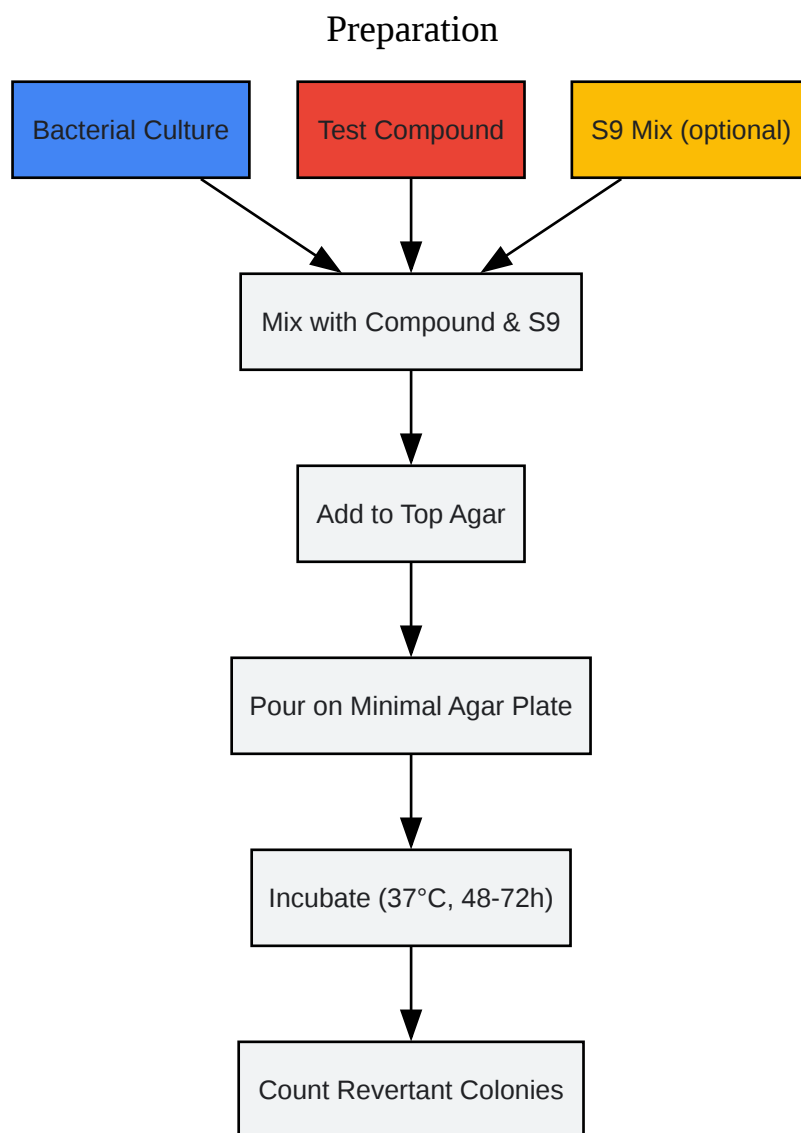 Preparation
Bacterial Culture
Test Compound
S9 Mix (optional)
Mix with Compound & S9
Add to Top Agar
Pour on Minimal Agar Plate
Incubate (37°C, 48-72h)
Count Revertant Colonies